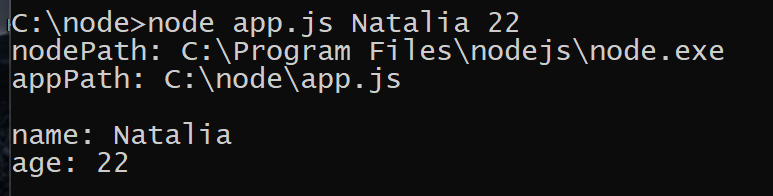 C:\node>node app.js Natalia 22
nodePath: C:\Program Files\nodejs\node.exe
appPath: C:\node\app.js
name: Natalia
age: 22